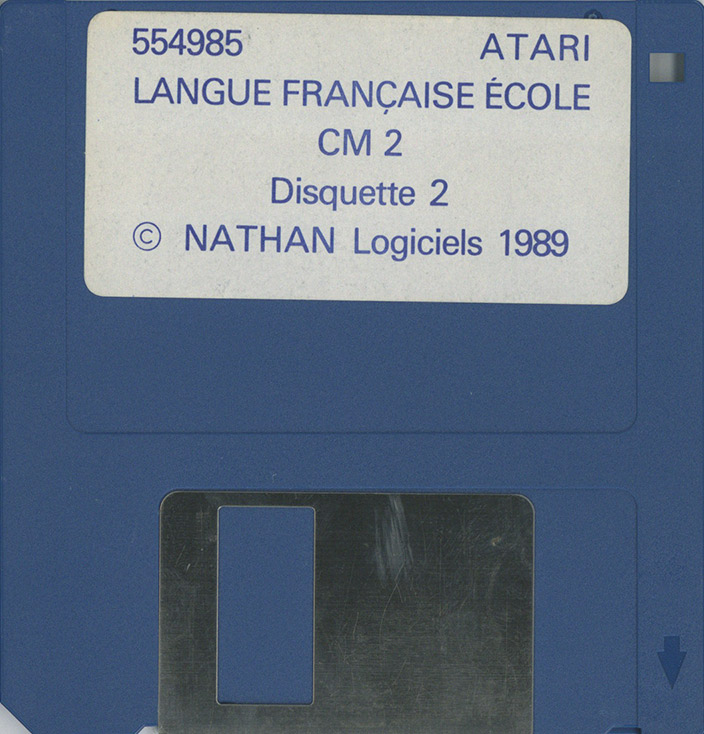 554985 ATARI
LANGUE FRANÇAISE ÉCOLE
CM 2
Disquette 2
© NATHAN Logiciels 1989